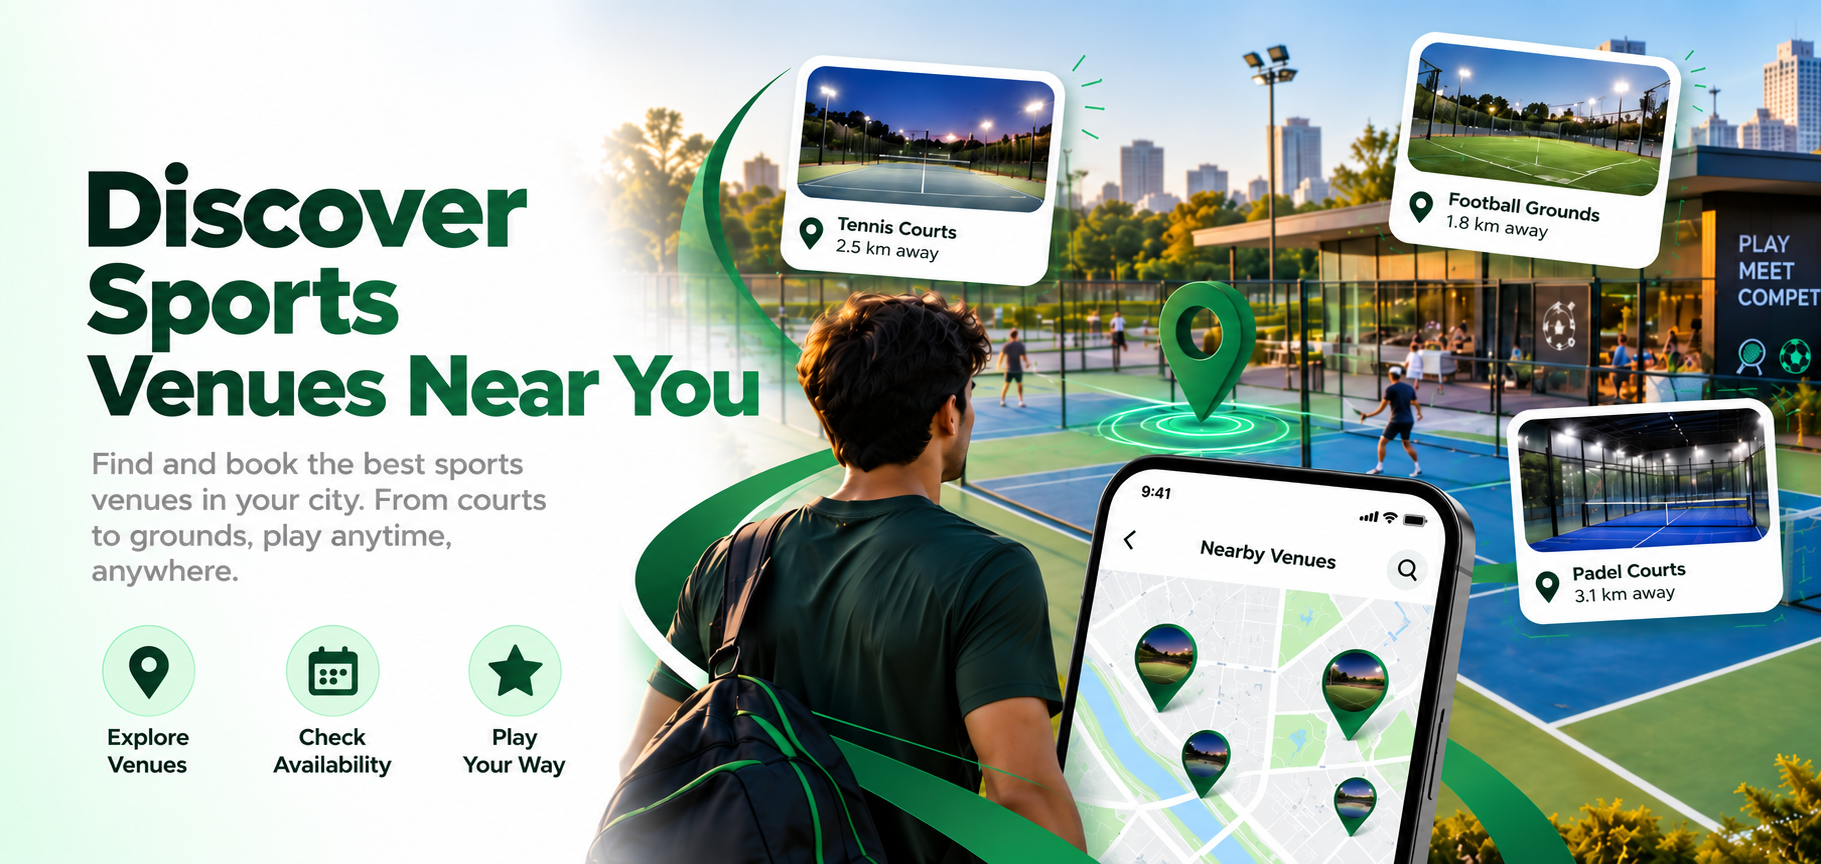 Discover
Sports
Venues Near You
Find and book the best sports
venues in your city. From courts
to grounds, play anytime,
anywhere.
Explore
Venues
Check
Availability
Play
Your Way
Tennis Courts
2.5 km away
Football Grounds
1.8 km away
PLAY
MEET
COMPET
Padel Courts
3.1 km away
9:41
Nearby Venues